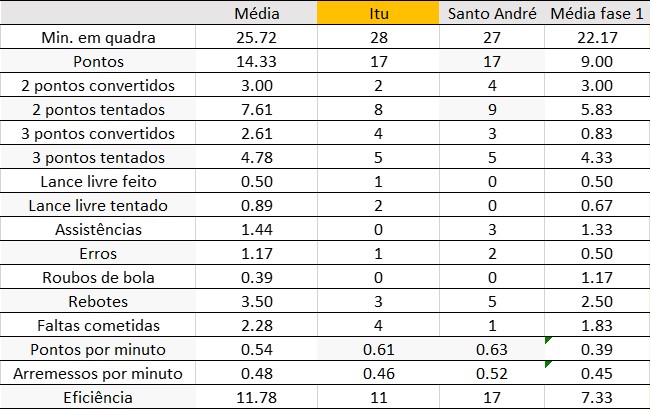 Média Itu Santo André Média fase 1
Min. em quadra 25.72 28 27 22.17
Pontos 14.33 17 17 9.00
2 pontos convertidos 3.00 2 4 3.00
2 pontos tentados 7.61 8 9 5.83
3 pontos convertidos 2.61 4 3 0.83
3 pontos tentados 4.78 5 5 4.33
Lance livre feito 0.50 1 0 0.50
Lance livre tentado 0.89 2 0 0.67
Assistências 1.44 0 3 1.33
Erros 1.17 1 2 0.50
Roubos de bola 0.39 0 0 1.17
Rebotes 3.50 3 5 2.50
Faltas cometidas 2.28 4 1 1.83
Pontos por minuto 0.54 0.61 0.63 0.39
Arremessos por minuto 0.48 0.46 0.52 0.45
Eficiência 11.78 11 17 7.33